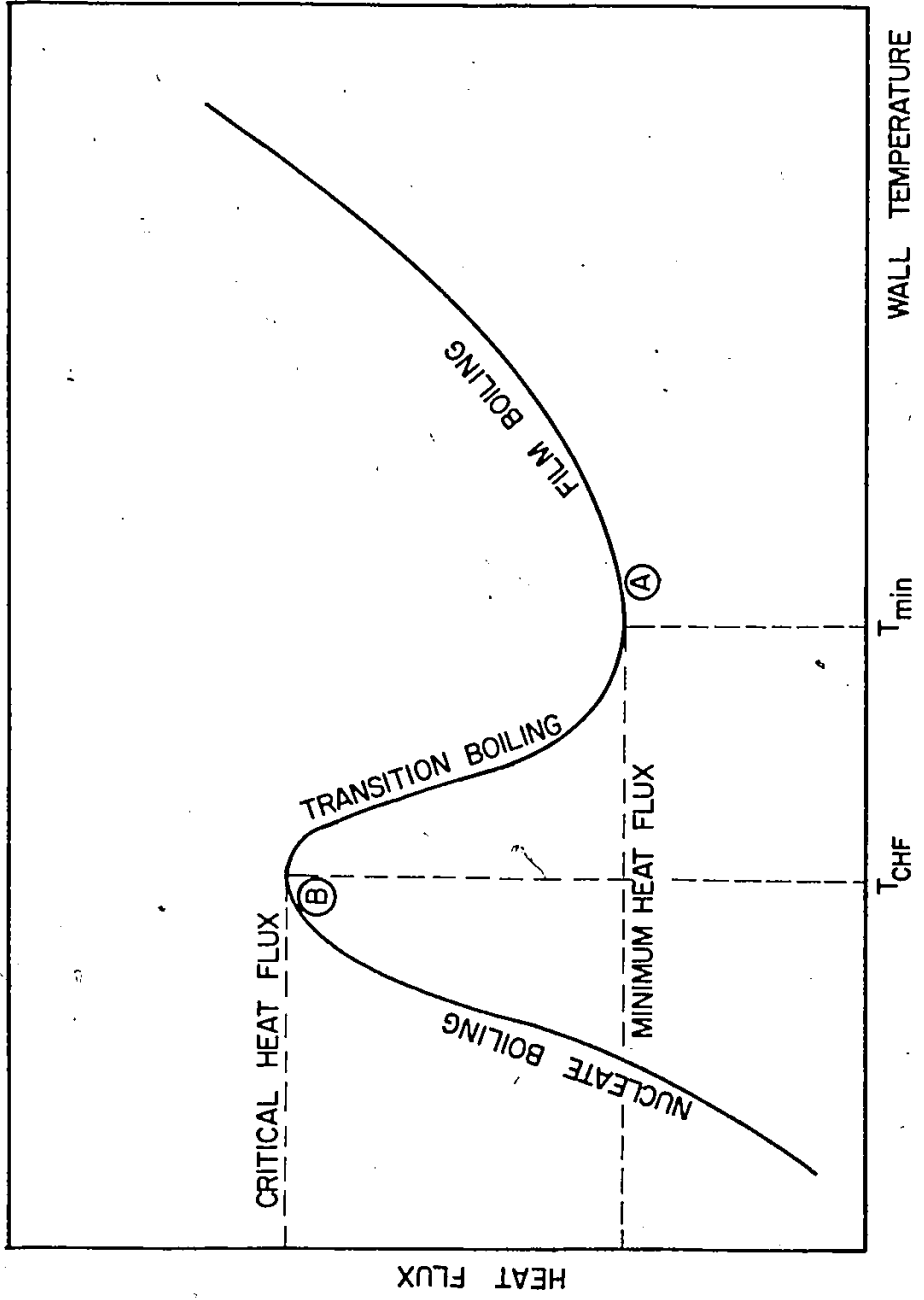 HEAT FLUX
CRITICAL HEAT FLUX
B
TRANSITION BOILING
NUCLEATE BOILING
FILM BOILING
MINIMUM HEAT FLUX
A
T_CHF
T_min
WALL TEMPERATURE